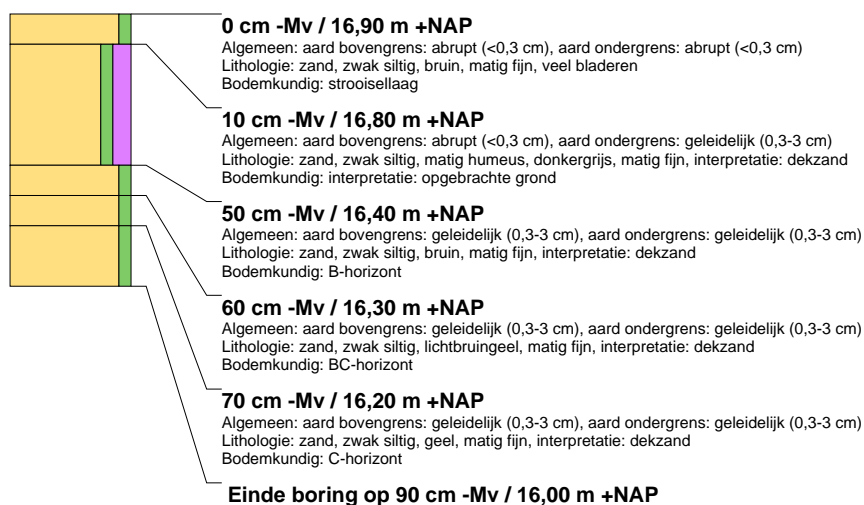 0 cm -Mv / 16,90 m +NAP
Algemeen: aard bovengrens: abrupt (<0,3 cm), aard ondergrens: abrupt (<0,3 cm)
Lithologie: zand, zwak siltig, bruin, matig fijn, veel bladeren
Bodemkundig: strooisellaag
10 cm -Mv / 16,80 m +NAP
Algemeen: aard bovengrens: abrupt (<0,3 cm), aard ondergrens: geleidelijk (0,3-3 cm)
Lithologie: zand, zwak siltig, matig humeus, donkergrijs, matig fijn, interpretatie: dekzand
Bodemkundig: interpretatie: opgebrachte grond
50 cm -Mv / 16,40 m +NAP
Algemeen: aard bovengrens: geleidelijk (0,3-3 cm), aard ondergrens: geleidelijk (0,3-3 cm)
Lithologie: zand, zwak siltig, bruin, matig fijn, interpretatie: dekzand
Bodemkundig: B-horizont
60 cm -Mv / 16,30 m +NAP
Algemeen: aard bovengrens: geleidelijk (0,3-3 cm), aard ondergrens: geleidelijk (0,3-3 cm)
Lithologie: zand, zwak siltig, lichtbruingeel, matig fijn, interpretatie: dekzand
Bodemkundig: BC-horizont
70 cm -Mv / 16,20 m +NAP
Algemeen: aard bovengrens: geleidelijk (0,3-3 cm), aard ondergrens: geleidelijk (0,3-3 cm)
Lithologie: zand, zwak siltig, geel, matig fijn, interpretatie: dekzand
Bodemkundig: C-horizont
Einde boring op 90 cm -Mv / 16,00 m +NAP